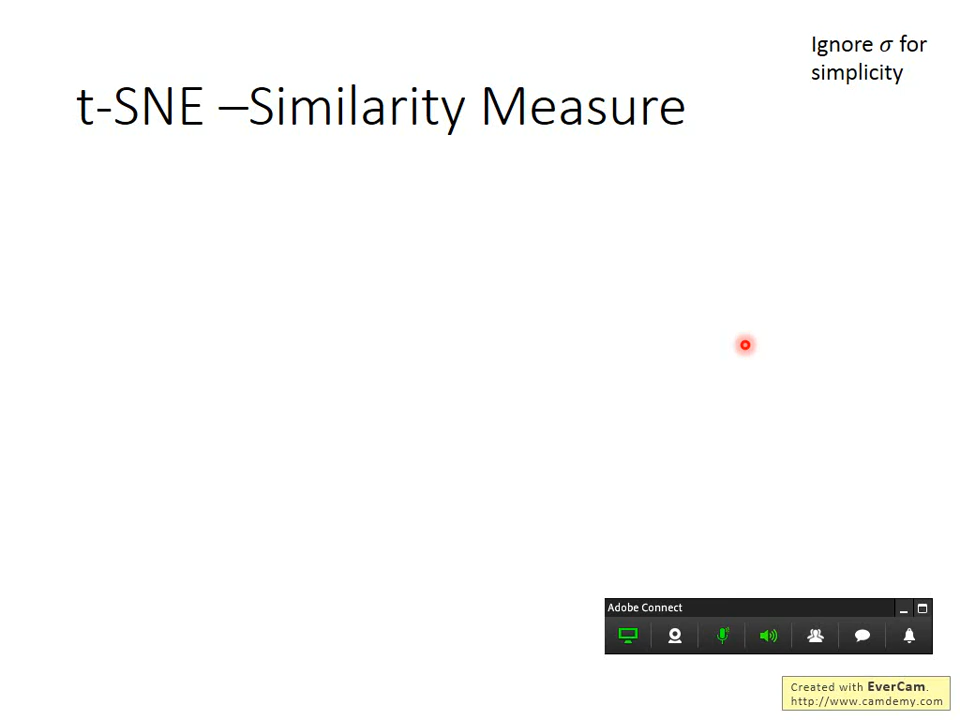 Ignore σ for
simplicity
t-SNE –Similarity Measure
Adobe Connect
Created with EverCam.
http://www.camdemy.com